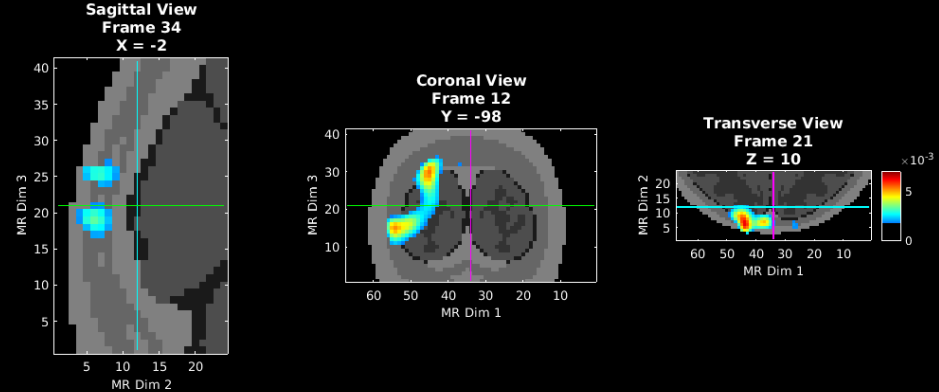 Sagittal View
Frame 34
X = -2
40
35
30
25
20
15
10
5
MR Dim 3
5 10 15 20
MR Dim 2
Coronal View
Frame 12
Y = -98
40
30
20
10
MR Dim 3
60 50 40 30 20 10
MR Dim 1
Transverse View
Frame 21
Z = 10
20
15
10
5
MR Dim 2
60 50 40 30 20 10
MR Dim 1
×10⁻³
5
0